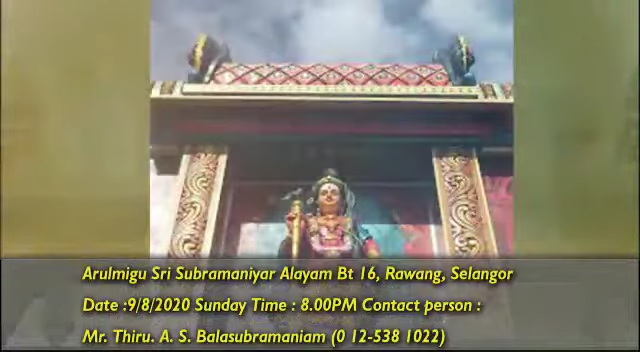 Arulmigu Sri Subramaniyar Alayam Bt 16, Rawang, Selangor
Date :9/8/2020 Sunday Time : 8.00PM Contact person :
Mr. Thiru. A. S. Balasubramaniam (0 12-538 1022)